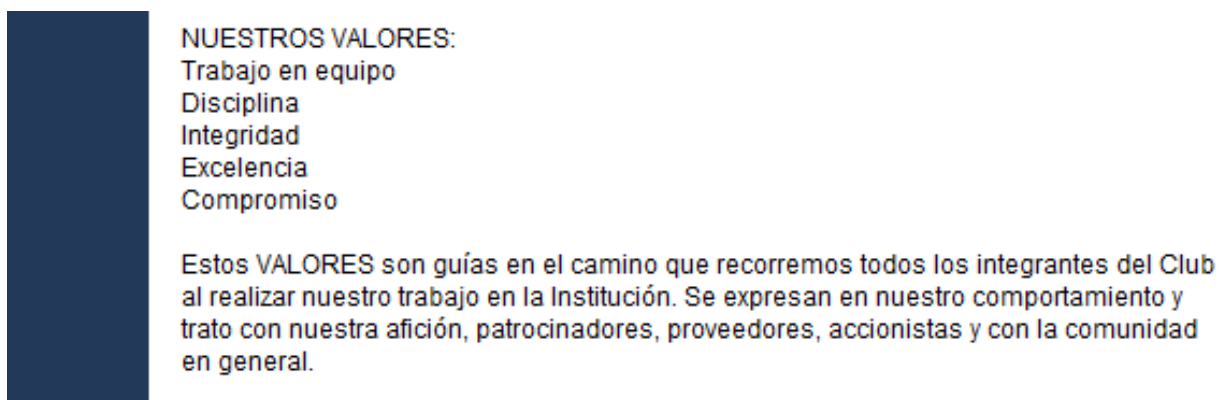 NUESTROS VALORES:
Trabajo en equipo
Disciplina
Integridad
Excelencia
Compromiso
Estos VALORES son guías en el camino que recorremos todos los integrantes del Club
al realizar nuestro trabajo en la Institución. Se expresan en nuestro comportamiento y
trato con nuestra afición, patrocinadores, proveedores, accionistas y con la comunidad
en general.